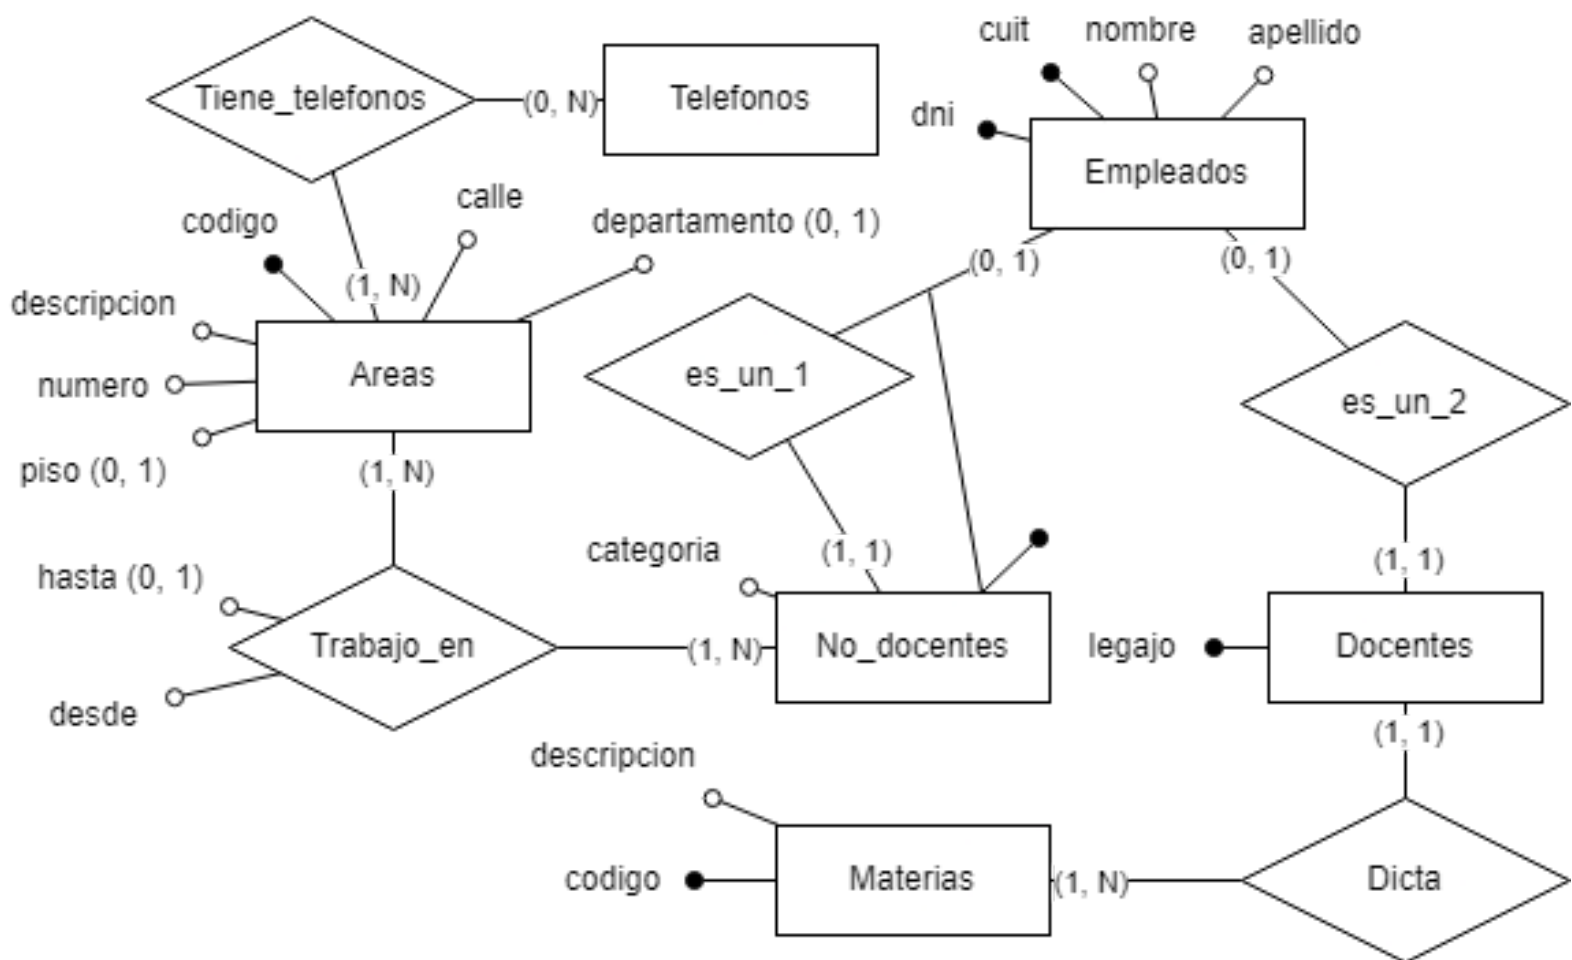 cuit
nombre
apellido
Tiene_telefonos
(0, N)
Telefonos
dni
Empleados
codigo
calle
departamento (0, 1)
(0, 1)
(0, 1)
(1, N)
descripcion
numero
Areas
es_un_1
es_un_2
piso (0, 1)
(1, N)
categoria
(1, 1)
(1, 1)
hasta (0, 1)
Trabajo_en
(1, N)
No_docentes
legajo
Docentes
desde
(1, 1)
descripcion
codigo
Materias
(1, N)
Dicta